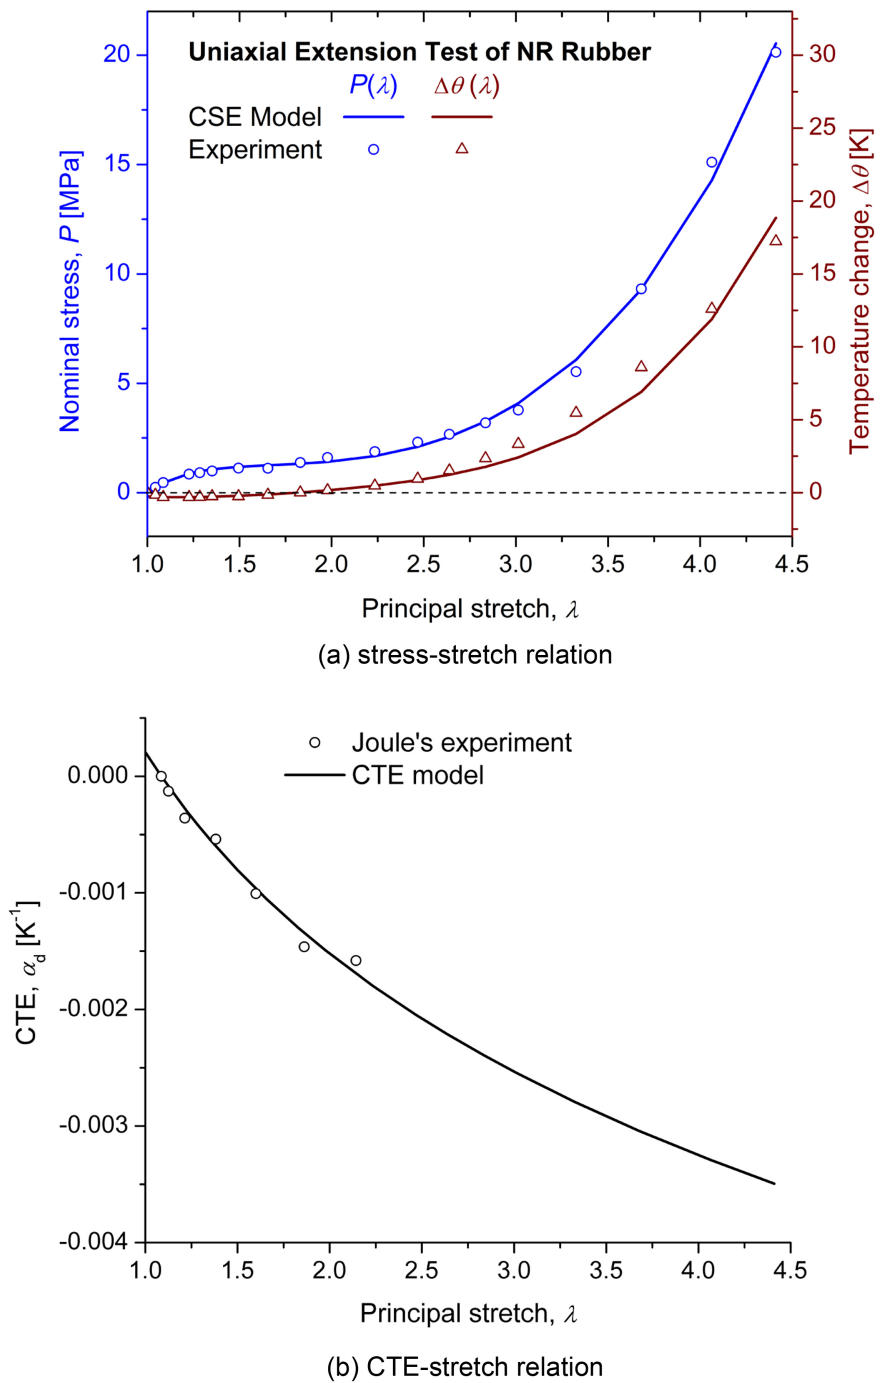 Uniaxial Extension Test of NR Rubber
P(λ) Δθ (λ)
CSE Model
Experiment
Nominal stress, P [MPa]
20
15
10
5
0
Temperature change, Δθ [K]
30
25
20
15
10
5
0
1.0 1.5 2.0 2.5 3.0 3.5 4.0 4.5
Principal stretch, λ
(a) stress-stretch relation
Joule's experiment
CTE model
CTE, α_d [K⁻¹]
0.000
-0.001
-0.002
-0.003
-0.004
1.0 1.5 2.0 2.5 3.0 3.5 4.0 4.5
Principal stretch, λ
(b) CTE-stretch relation